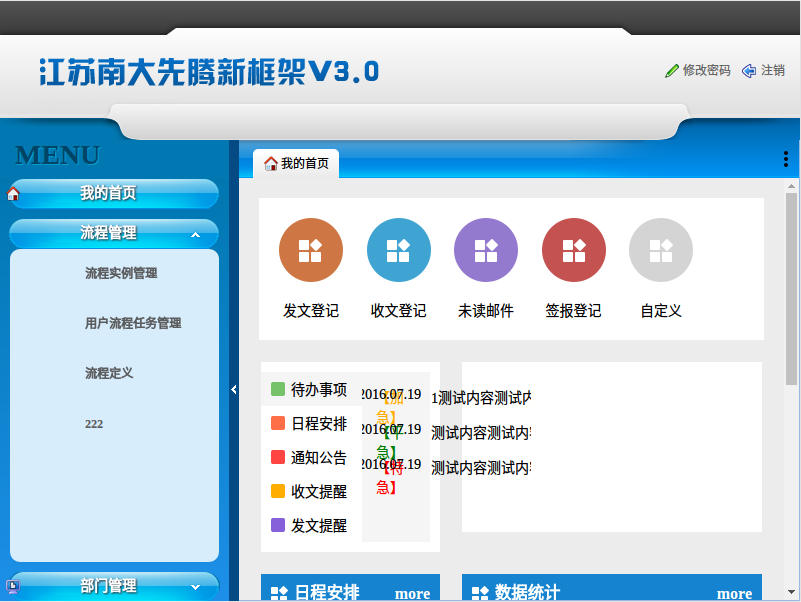 江苏南大先腾新框架V3.0
修改密码 注销
MENU
我的首页
流程管理
流程实例管理
用户流程任务管理
流程定义
222
部门管理
我的首页
发文登记 收文登记 未读邮件 签报登记 自定义
待办事项
日程安排
通知公告
收文提醒
发文提醒
2016.07.19 【加急】 1测试内容测试内
2016.07.19 【平急】 测试内容测试内容
2016.07.19 【特急】 测试内容测试内容
日程安排 more
数据统计 more